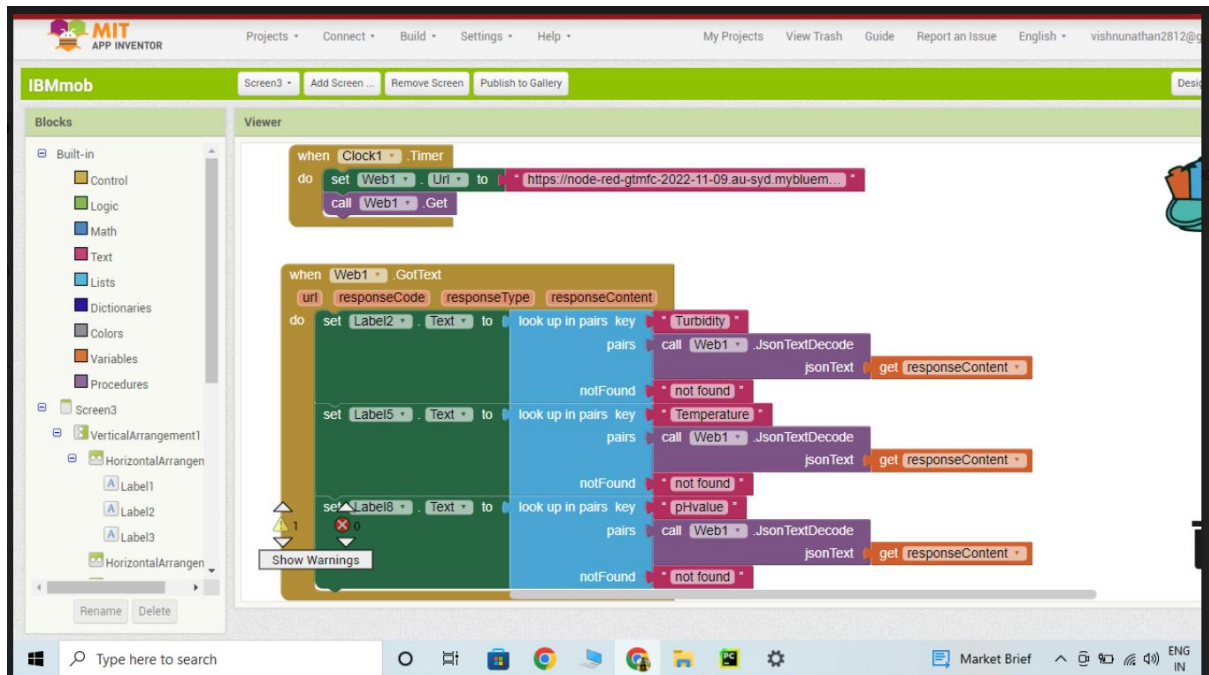 MIT
APP INVENTOR
Projects Connect Build Settings Help My Projects View Trash Guide Report an Issue English vishnunathan2812@g
IBMmob Screen3 Add Screen ... Remove Screen Publish to Gallery Desig
Blocks Viewer
Built-in
Control
Logic
Math
Text
Lists
Dictionaries
Colors
Variables
Procedures
Screen3
VerticalArrangement1
HorizontalArrangen
Label1
Label2
Label3
HorizontalArrangen
Rename Delete
when Clock1 .Timer
do set Web1 . Url to " https://node-red-gtmfc-2022-11-09.au-syd.mybluem... "
call Web1 .Get
when Web1 .GotText
url responseCode responseType responseContent
do set Label2 . Text to look up in pairs key " Turbidity "
pairs call Web1 .JsonTextDecode
jsonText get responseContent
notFound " not found "
set Label5 . Text to look up in pairs key " Temperature "
pairs call Web1 .JsonTextDecode
jsonText get responseContent
notFound " not found "
set Label8 . Text to look up in pairs key " pHvalue "
pairs call Web1 .JsonTextDecode
jsonText get responseContent
notFound " not found "
1 0
Show Warnings
Type here to search Market Brief ENG
IN